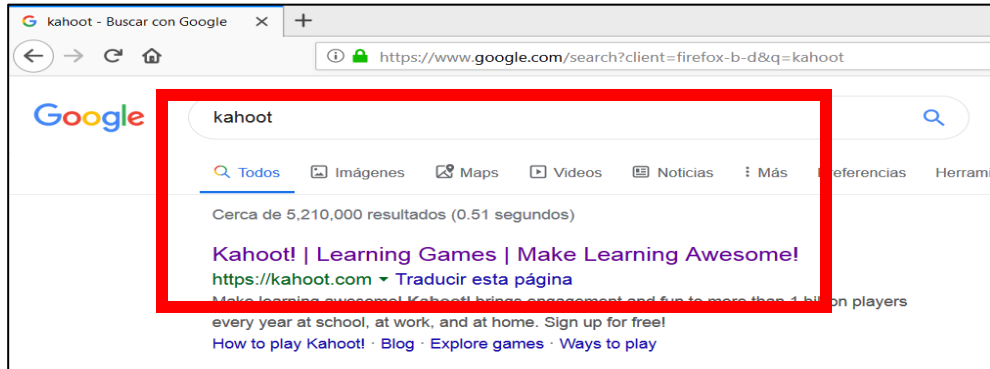 kahoot - Buscar con Google
https://www.google.com/search?client=firefox-b-d&q=kahoot
Google kahoot
Todos Imágenes Maps Videos Noticias Más Preferencias Herrami
Cerca de 5,210,000 resultados (0.51 segundos)
Kahoot! | Learning Games | Make Learning Awesome!
https://kahoot.com Traducir esta página
Make learning awesome! Kahoot! brings engagement and fun to more than 1 billion players
every year at school, at work, and at home. Sign up for free!
How to play Kahoot! · Blog · Explore games · Ways to play